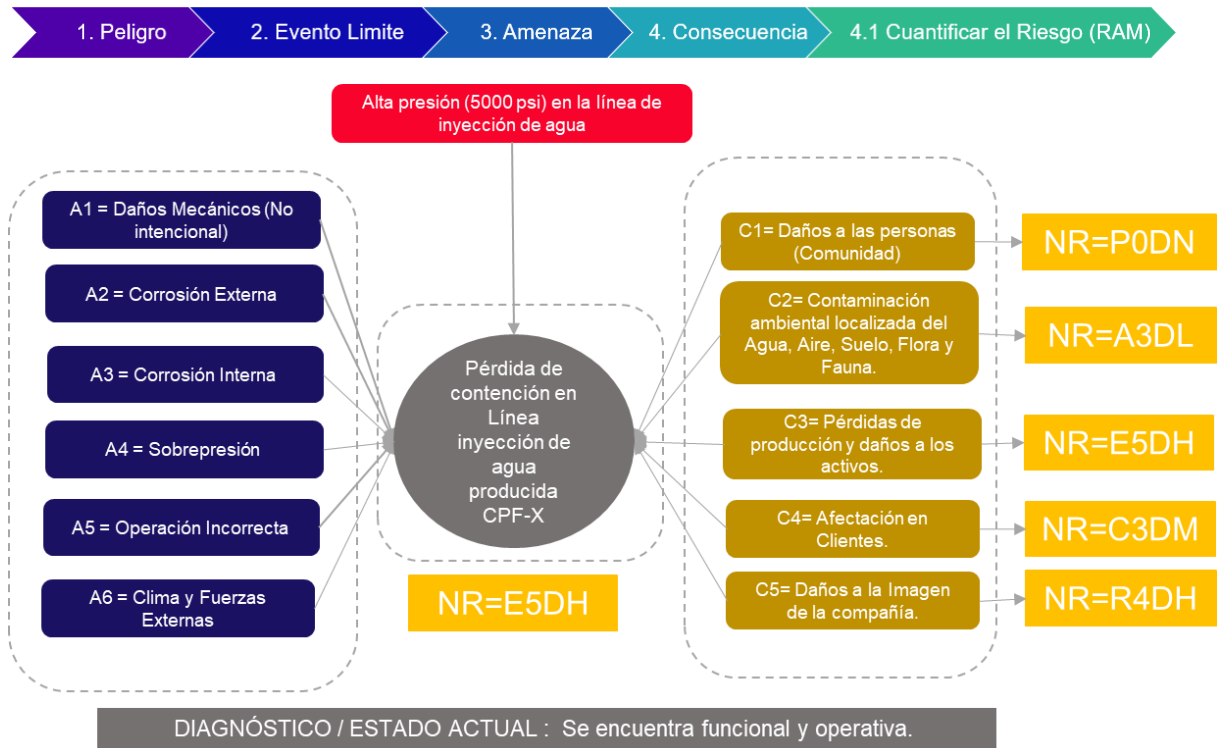 1. Peligro
2. Evento Limite
3. Amenaza
4. Consecuencia
4.1 Cuantificar el Riesgo (RAM)
Alta presión (5000 psi) en la línea de
inyección de agua
A1 = Daños Mecánicos (No
intencional)
A2 = Corrosión Externa
A3 = Corrosión Interna
A4 = Sobrepresión
A5 = Operación Incorrecta
A6 = Clima y Fuerzas
Externas
Pérdida de
contención en
Línea
inyección de
agua
producida
CPF-X
NR=E5DH
C1= Daños a las personas
(Comunidad)
NR=P0DN
C2= Contaminación
ambiental localizada del
Agua, Aire, Suelo, Flora y
Fauna.
NR=A3DL
C3= Pérdidas de
producción y daños a los
activos.
NR=E5DH
C4= Afectación en
Clientes.
NR=C3DM
C5= Daños a la Imagen
de la compañía.
NR=R4DH
DIAGNÓSTICO / ESTADO ACTUAL : Se encuentra funcional y operativa.